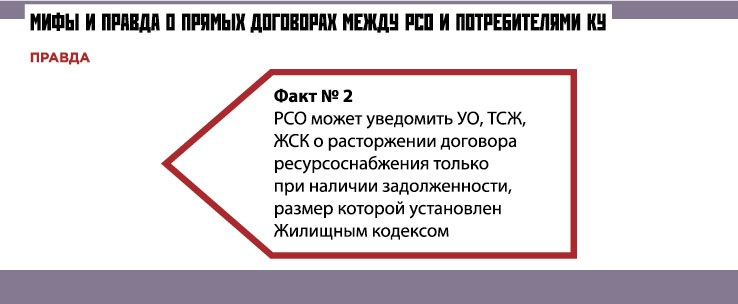 МИФЫ И ПРАВДА О ПРЯМЫХ ДОГОВОРАХ МЕЖДУ РСО И ПОТРЕБИТЕЛЯМИ КУ
ПРАВДА
Факт № 2
РСО может уведомить УО, ТСЖ,
ЖСК о расторжении договора
ресурсоснабжения только
при наличии задолженности,
размер которой установлен
Жилищным кодексом